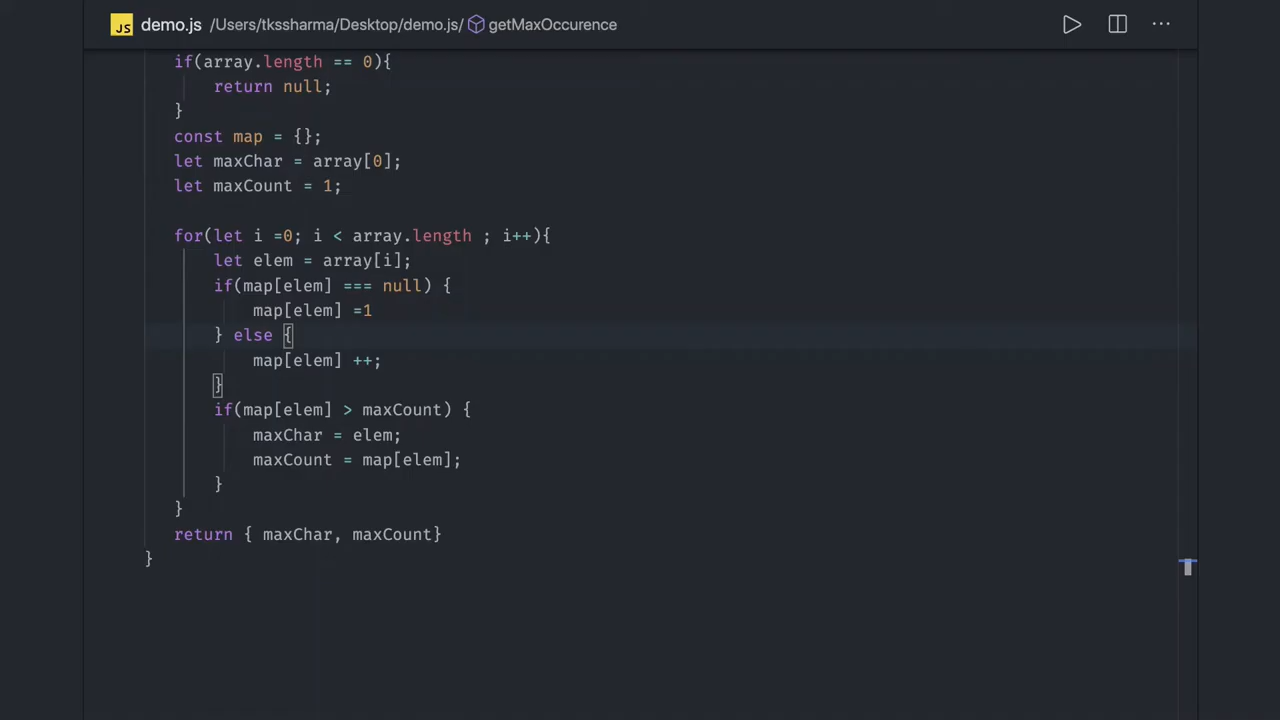 JS demo.js /Users/tkssharma/Desktop/demo.js/ getMaxOccurence ...
if(array.length == 0){
return null;
}
const map = {};
let maxChar = array[0];
let maxCount = 1;
for(let i =0; i < array.length ; i++){
let elem = array[i];
if(map[elem] === null) {
map[elem] =1
} else {
map[elem] ++;
}
if(map[elem] > maxCount) {
maxChar = elem;
maxCount = map[elem];
}
}
return { maxChar, maxCount}
}